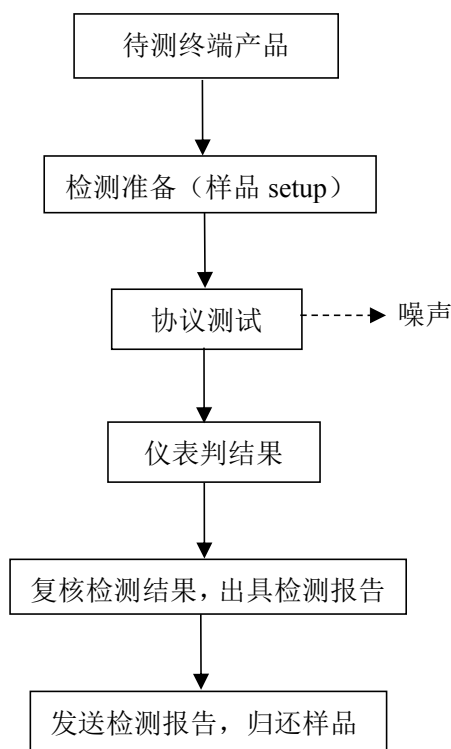 待测终端产品
检测准备（样品 setup）
协议测试
噪声
仪表判结果
复核检测结果，出具检测报告
发送检测报告，归还样品